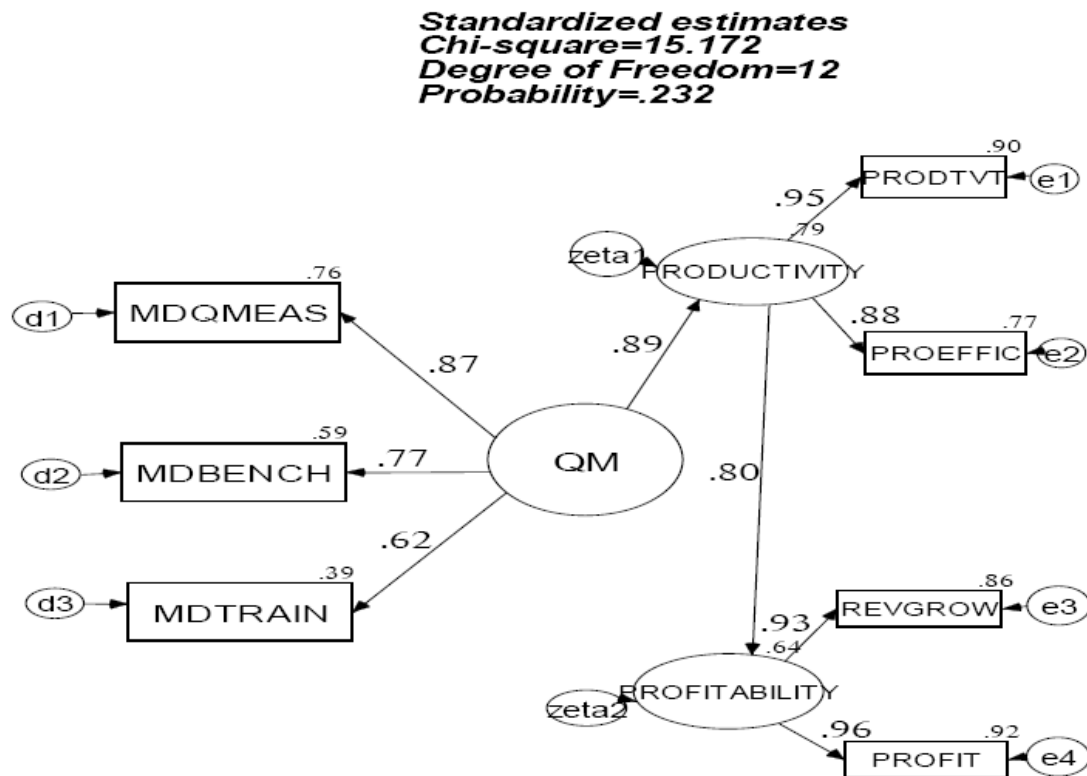 Standardized estimates
Chi-square=15.172
Degree of Freedom=12
Probability=.232
.90
PRODTVT
e1
.95
.79
zeta1
PRODUCTIVITY
.76
d1
MDQMEAS
.88
.77
PROEFFIC
e2
.89
.87
.59
d2
MDBENCH
.77
QM
.80
.62
.39
d3
MDTRAIN
.86
REVGROW
e3
.93
.64
zeta2
PROFITABILITY
.96
.92
PROFIT
e4